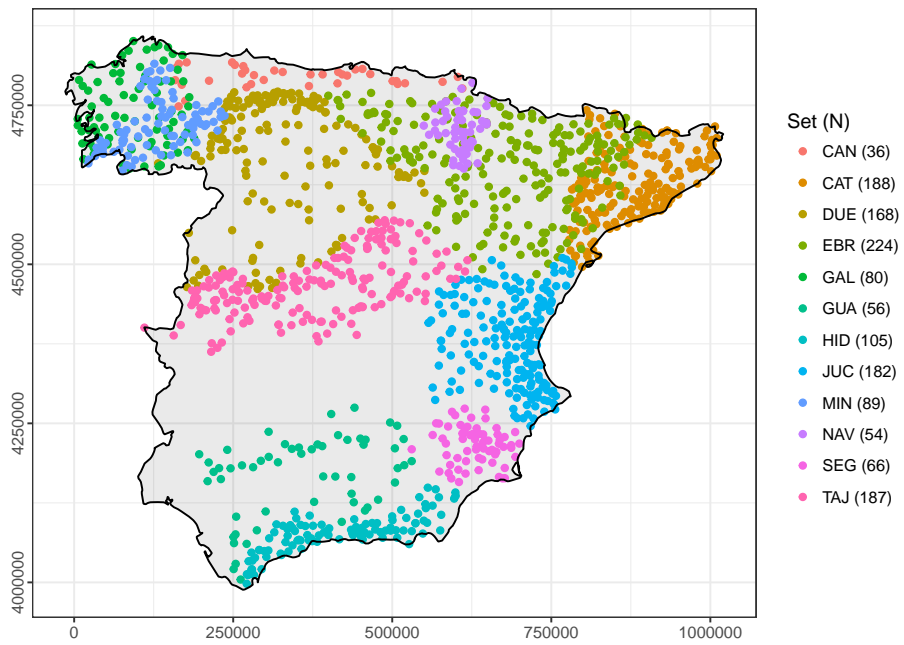 4750000
4500000
4250000
4000000
0
250000
500000
750000
1000000
Set (N)
CAN (36)
CAT (188)
DUE (168)
EBR (224)
GAL (80)
GUA (56)
HID (105)
JUC (182)
MIN (89)
NAV (54)
SEG (66)
TAJ (187)